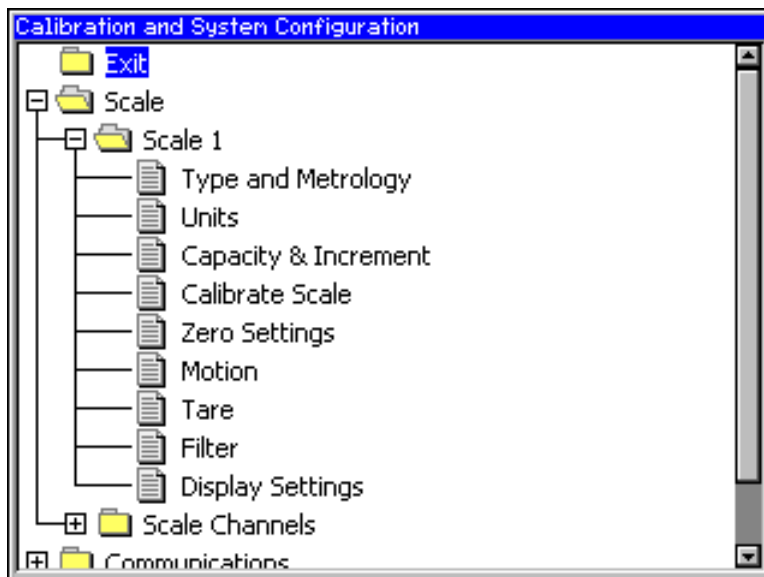 Calibration and System Configuration
Exit
Scale
Scale 1
Type and Metrology
Units
Capacity & Increment
Calibrate Scale
Zero Settings
Motion
Tare
Filter
Display Settings
Scale Channels
Communications